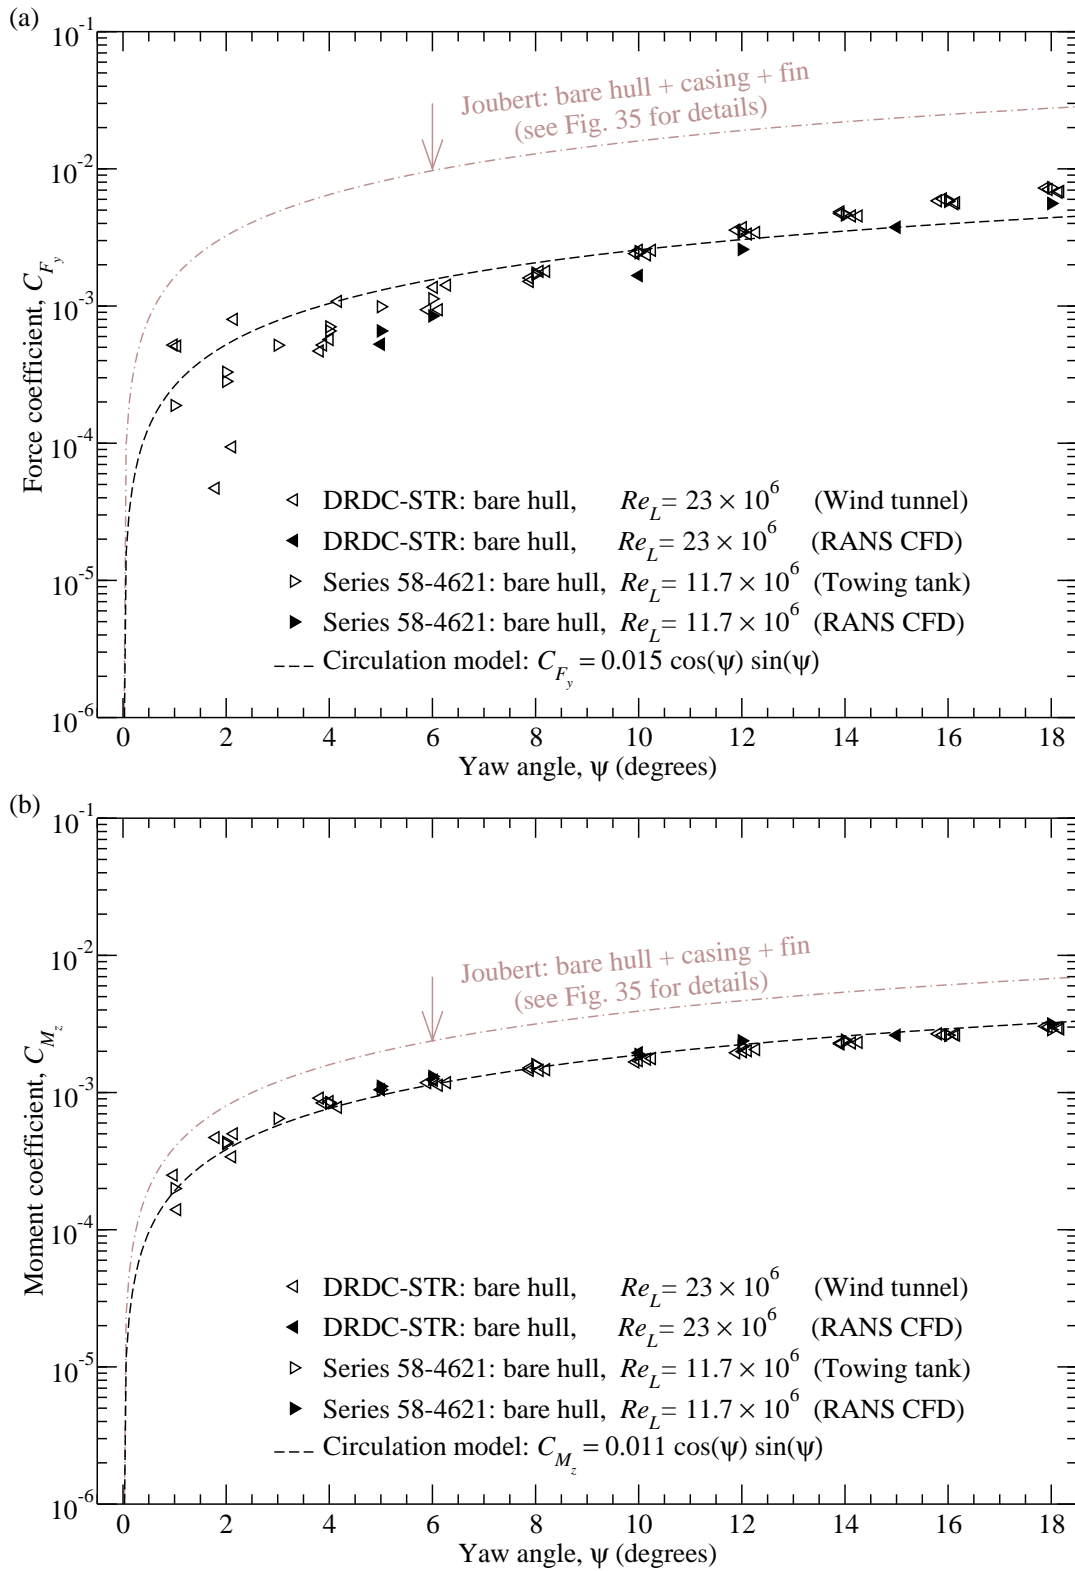 (a)
10^-1
10^-2
10^-3
10^-4
10^-5
10^-6
Force coefficient, C_{F_y}
Joubert: bare hull + casing + fin
(see Fig. 35 for details)
DRDC-STR: bare hull, Re_L = 23 × 10^6 (Wind tunnel)
DRDC-STR: bare hull, Re_L = 23 × 10^6 (RANS CFD)
Series 58-4621: bare hull, Re_L = 11.7 × 10^6 (Towing tank)
Series 58-4621: bare hull, Re_L = 11.7 × 10^6 (RANS CFD)
Circulation model: C_{F_y} = 0.015 cos(ψ) sin(ψ)
0 2 4 6 8 10 12 14 16 18
Yaw angle, ψ (degrees)
(b)
10^-1
10^-2
10^-3
10^-4
10^-5
10^-6
Moment coefficient, C_{M_z}
Joubert: bare hull + casing + fin
(see Fig. 35 for details)
DRDC-STR: bare hull, Re_L = 23 × 10^6 (Wind tunnel)
DRDC-STR: bare hull, Re_L = 23 × 10^6 (RANS CFD)
Series 58-4621: bare hull, Re_L = 11.7 × 10^6 (Towing tank)
Series 58-4621: bare hull, Re_L = 11.7 × 10^6 (RANS CFD)
Circulation model: C_{M_z} = 0.011 cos(ψ) sin(ψ)
0 2 4 6 8 10 12 14 16 18
Yaw angle, ψ (degrees)